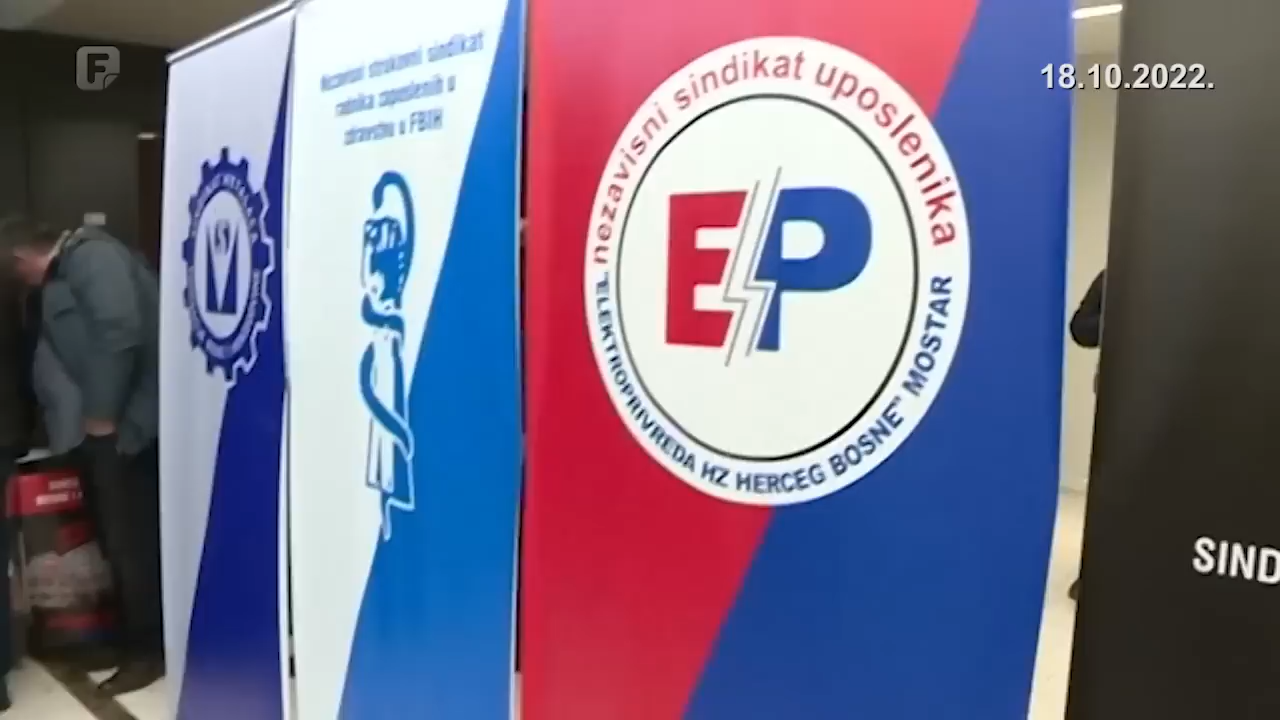 F
18.10.2022.
Nezavisni strukovni sindikat
radnika zaposlenih u
zdravstvu u FBIH
nezavisni sindikat uposlenika
EP
"ELEKTROPRIVREDA HZ HERCEG BOSNE" MOSTAR
SIND